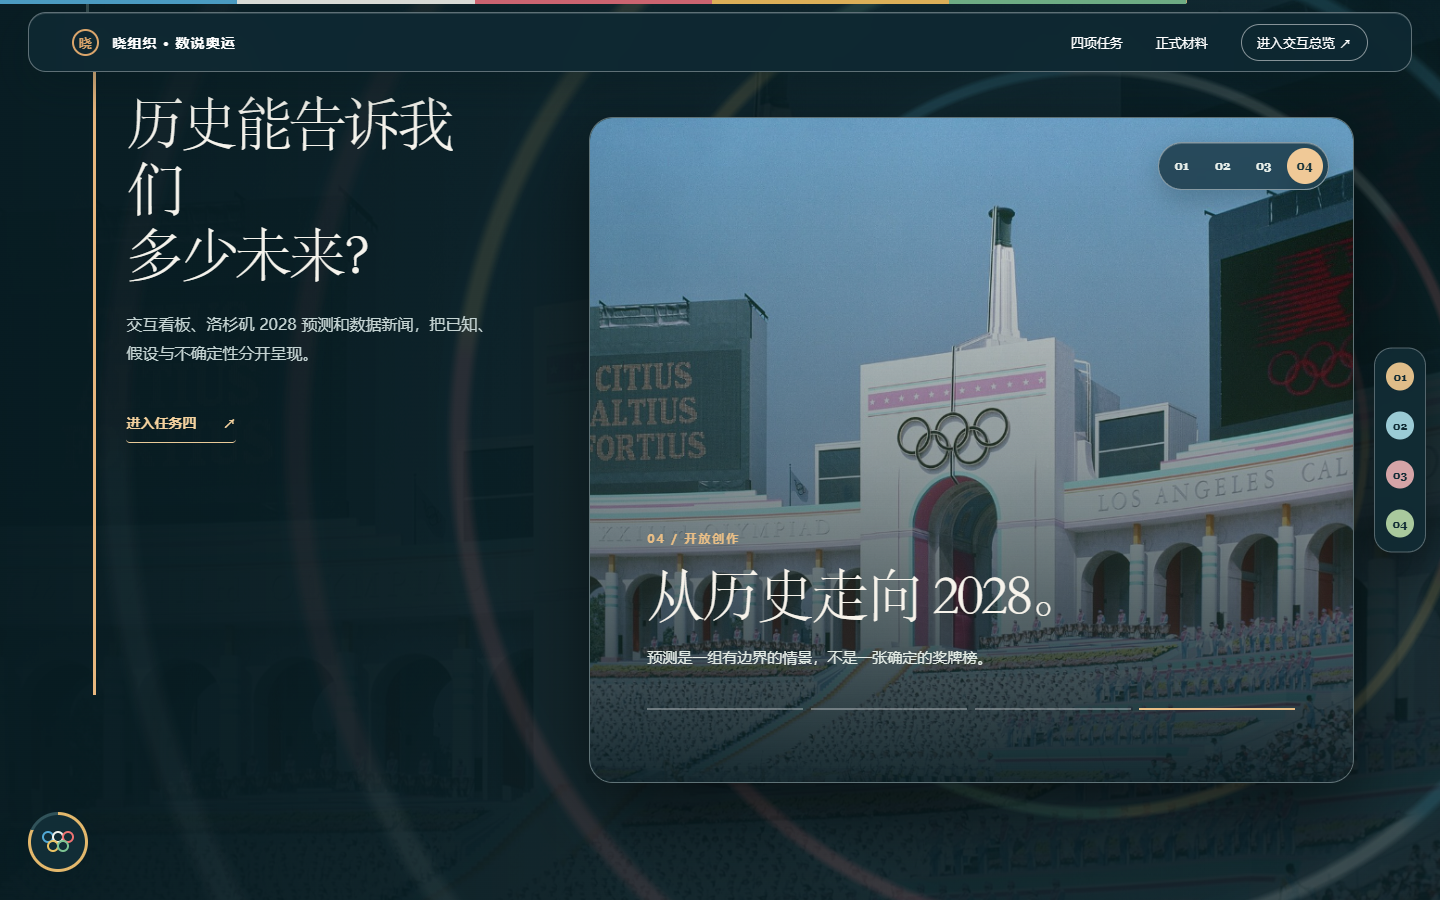 晓 晓组织 • 数说奥运
四项任务 正式材料 进入交互总览 ↗
历史能告诉我
们
多少未来?
交互看板、洛杉矶 2028 预测和数据新闻，把已知、
假设与不确定性分开呈现。
进入任务四 ↗
01 02 03 04
CITIUS
ALTIUS
FORTIUS
LOS ANGELES CAL
XXIII OLYMPIAD
04 / 开放创作
从历史走向 2028。
预测是一组有边界的情景，不是一张确定的奖牌榜。
01
02
03
04